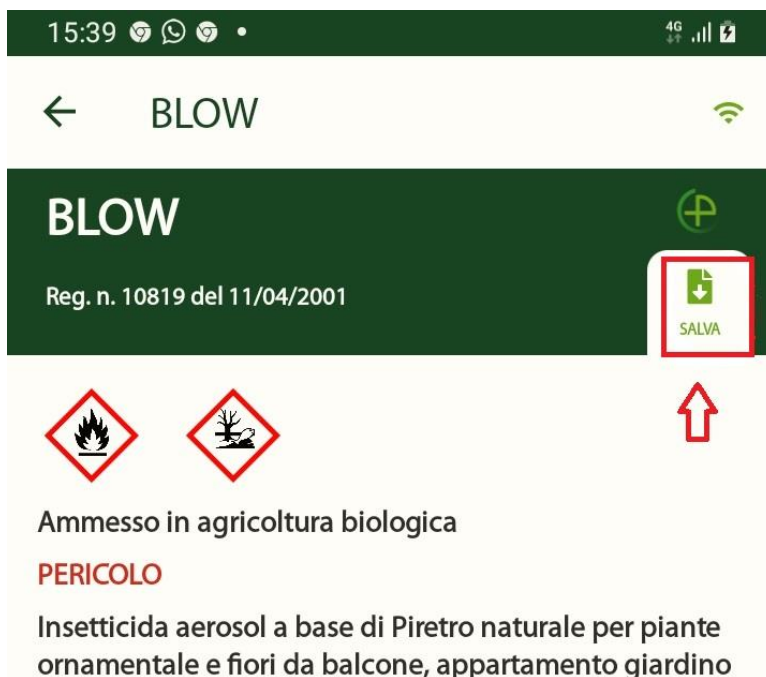 15:39
4G
BLOW
BLOW
Reg. n. 10819 del 11/04/2001
SALVA
Ammesso in agricoltura biologica
PERICOLO
Insetticida aerosol a base di Piretro naturale per piante
ornamentale e fiori da balcone, appartamento giardino